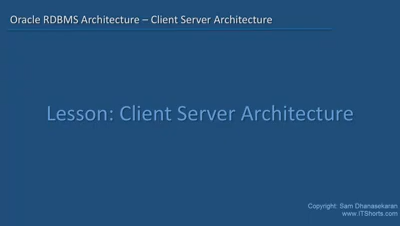 Oracle RDBMS Architecture – Client Server Architecture
Lesson: Client Server Architecture
Copyright: Sam Dhanasekaran
www.ITShorts.com